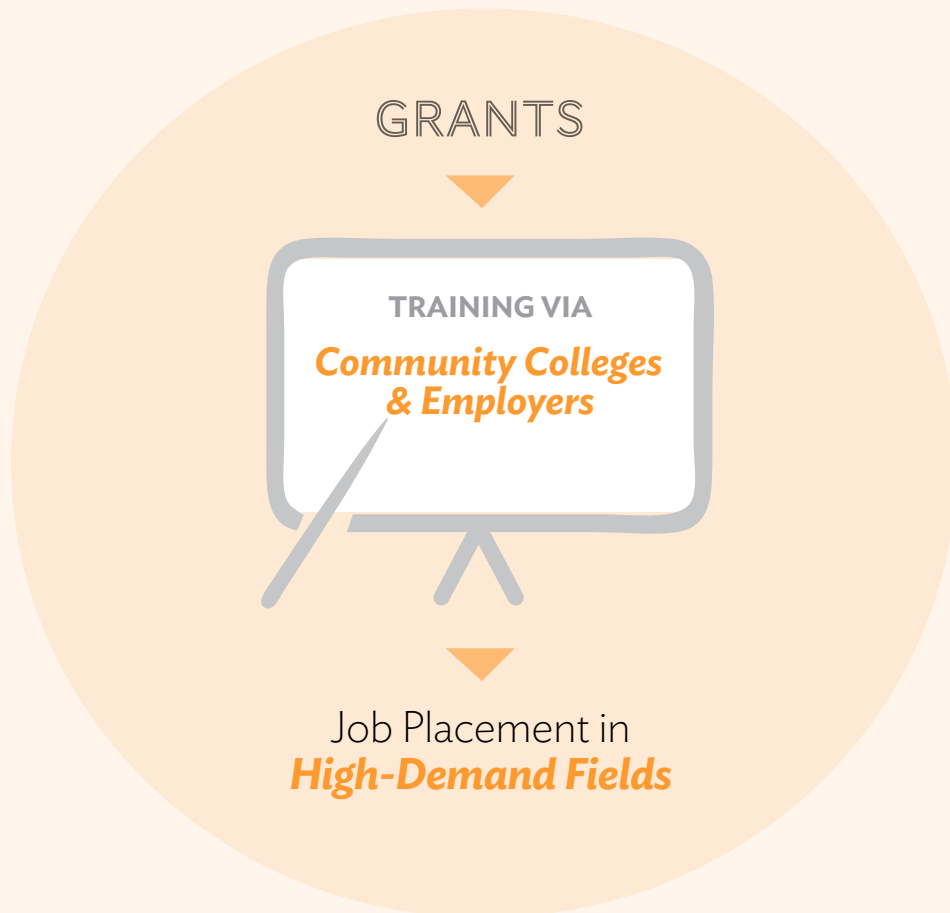 GRANTS
TRAINING VIA
Community Colleges
& Employers
Job Placement in
High-Demand Fields